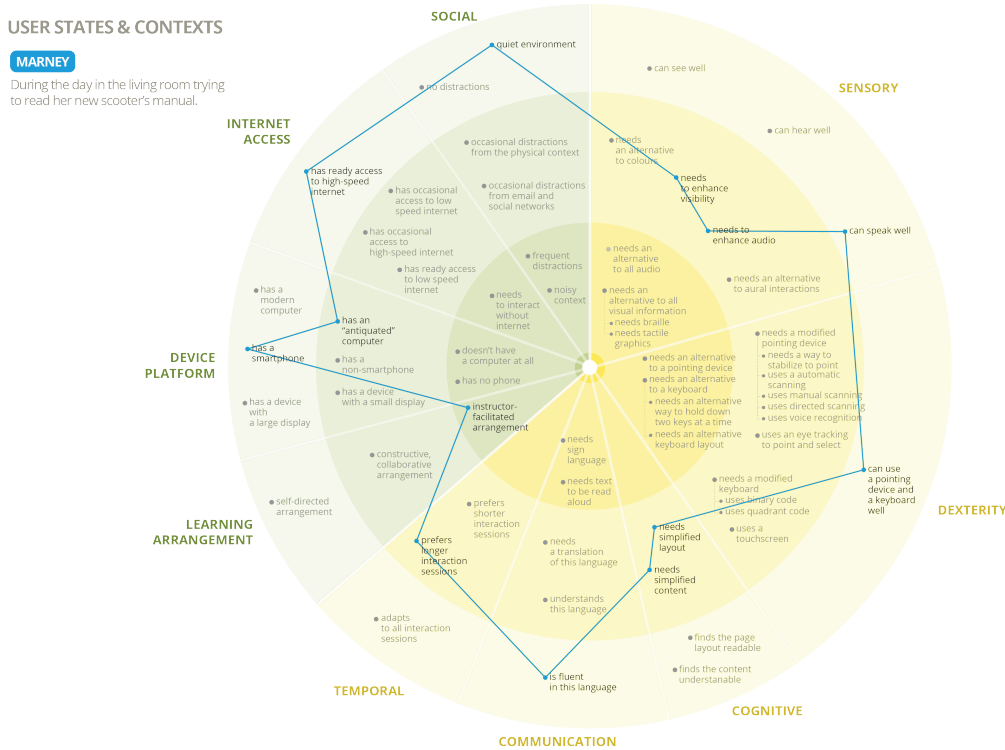 USER STATES & CONTEXTS
MARNEY
During the day in the living room trying
to read her new scooter's manual.
SOCIAL
quiet environment
no distractions
occasional distractions
from the physical context
occasional distractions
from email and
social networks
frequent
distractions
noisy
context
INTERNET
ACCESS
has ready access
to high-speed
internet
has occasional
access to low
speed internet
has occasional
access to
high-speed internet
has ready access
to low speed
internet
needs
to interact
without
internet
DEVICE
PLATFORM
has a
modern
computer
has an
"antiquated"
computer
has a
smartphone
has a
non-smartphone
has a device
with a small display
has a device
with
a large display
doesn't have
a computer at all
has no phone
LEARNING
ARRANGEMENT
instructor-
facilitated
arrangement
constructive,
collaborative
arrangement
self-directed
arrangement
TEMPORAL
prefers
shorter
interaction
sessions
prefers
longer
interaction
sessions
adapts
to all interaction
sessions
COMMUNICATION
needs
sign
language
needs text
to be read
aloud
needs
a translation
of this language
understands
this language
is fluent
in this language
COGNITIVE
needs
simplified
layout
needs
simplified
content
finds the page
layout readable
finds the content
understanable
DEXTERITY
needs an alternative
to a pointing device
needs an alternative
to a keyboard
needs an alternative
way to hold down
two keys at a time
needs an alternative
keyboard layout
needs a modified
pointing device
needs a way to
stabilize to point
uses a automatic
scanning
uses manual scanning
uses directed scanning
uses voice recognition
uses an eye tracking
to point and select
needs a modified
keyboard
uses binary code
uses quadrant code
uses a
touchscreen
can use
a pointing
device and
a keyboard
well
SENSORY
can see well
can hear well
needs
an alternative
to colours
needs
to enhance
visibility
needs to
enhance audio
can speak well
needs an
alternative
to all audio
needs an
alternative to all
visual information
needs braille
needs tactile
graphics
needs an alternative
to aural interactions